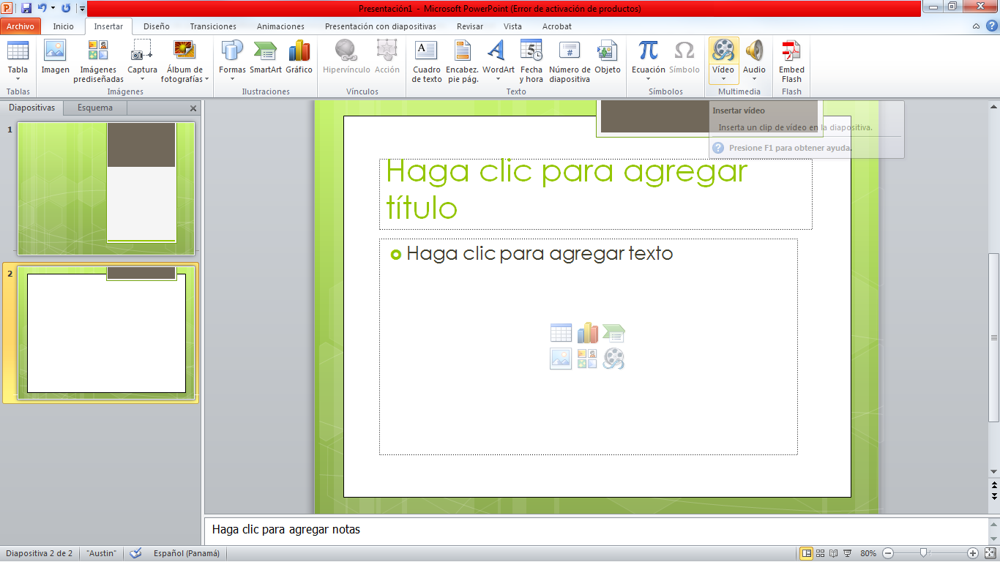 Presentación1 - Microsoft PowerPoint (Error de activación de productos)
Archivo Inicio Insertar Diseño Transiciones Animaciones Presentación con diapositivas Revisar Vista Acrobat
Tabla Imagen Imágenes prediseñadas Captura Álbum de fotografías Formas SmartArt Gráfico Hipervínculo Acción Cuadro de texto Encabez. pie pág. WordArt Fecha y hora Número de diapositiva Objeto Ecuación Símbolo Vídeo Audio Embed Flash
Tablas Imágenes Ilustraciones Vínculos Texto Símbolos Multimedia Flash
Diapositivas Esquema
Insertar vídeo
Inserta un clip de vídeo en la diapositiva.
Presione F1 para obtener ayuda.
1
2
Haga clic para agregar
título
Haga clic para agregar texto
Haga clic para agregar notas
Diapositiva 2 de 2 "Austin" Español (Panamá) 80%